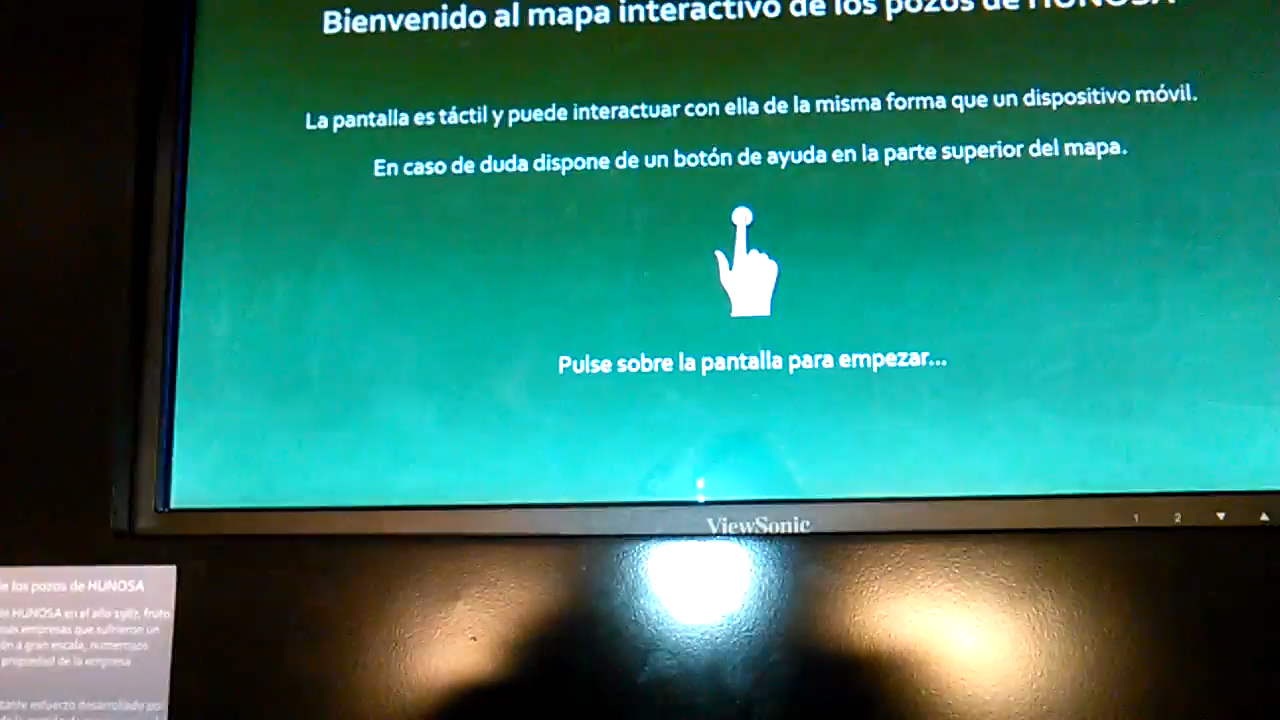 Bienvenido al mapa interactivo de los pozos de HUNOSA
La pantalla es táctil y puede interactuar con ella de la misma forma que un dispositivo móvil.
En caso de duda dispone de un botón de ayuda en la parte superior del mapa.
Pulse sobre la pantalla para empezar...
ViewSonic
1 2
los pozos de HUNOSA
HUNOSA en el año 1967, fruto
empresas que sufrieron un
a gran escala, numerosos
propiedad de la empresa
esfuerzo desarrollado por